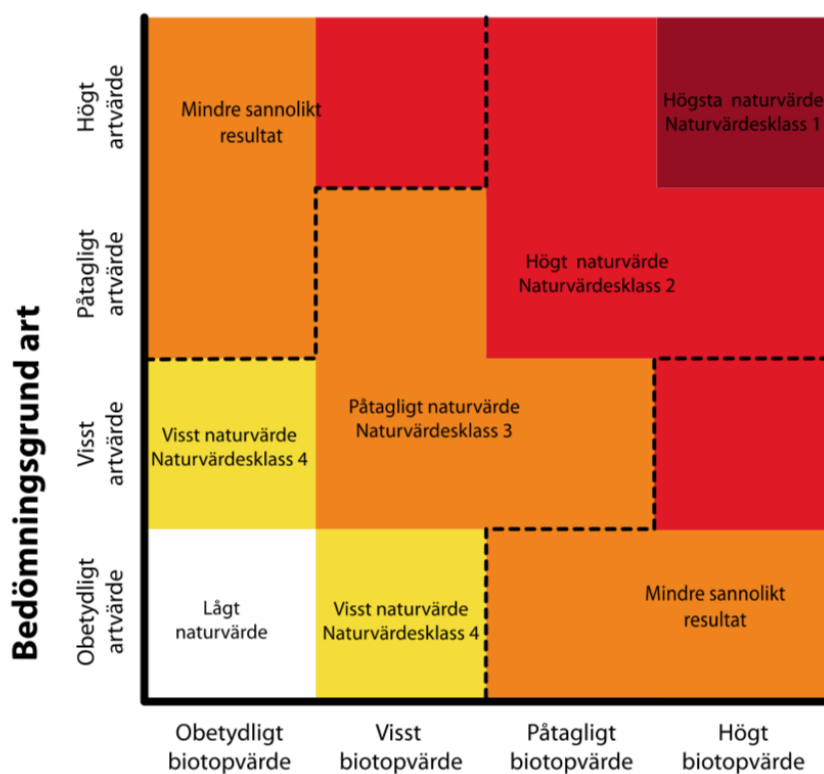 Bedömningsgrund art
Högt
artvärde
Påtagligt
artvärde
Visst
artvärde
Obetydligt
artvärde
Mindre sannolikt
resultat
Högsta naturvärde
Naturvärdesklass 1
Högt naturvärde
Naturvärdesklass 2
Påtagligt naturvärde
Naturvärdesklass 3
Visst naturvärde
Naturvärdesklass 4
Lågt
naturvärde
Visst naturvärde
Naturvärdesklass 4
Mindre sannolikt
resultat
Obetydligt
biotopvärde
Visst
biotopvärde
Påtagligt
biotopvärde
Högt
biotopvärde